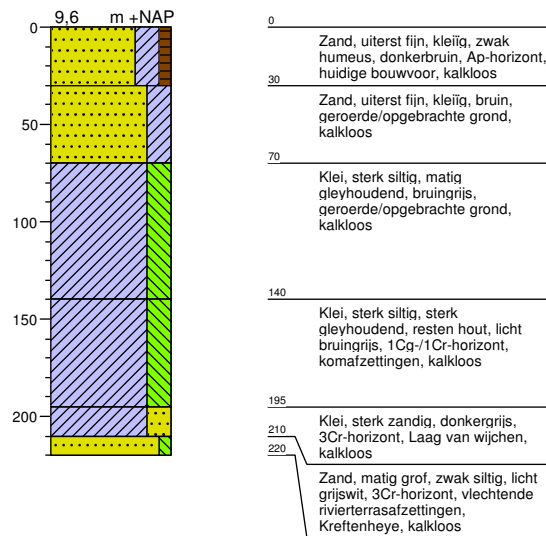 9,6 m +NAP
0
50
100
150
200
0
Zand, uiterst fijn, kleiïg, zwak
humeus, donkerbruin, Ap-horizont,
huidige bouwvoor, kalkloos
30
Zand, uiterst fijn, kleiïg, bruin,
geroerde/opgebrachte grond,
kalkloos
70
Klei, sterk siltig, matig
gleyhoudend, bruingrijs,
geroerde/opgebrachte grond,
kalkloos
140
Klei, sterk siltig, sterk
gleyhoudend, resten hout, licht
bruingrijs, 1Cg-/1Cr-horizont,
komafzettingen, kalkloos
195
Klei, sterk zandig, donkergrijs,
3Cr-horizont, Laag van wijchen,
kalkloos
210
220
Zand, matig grof, zwak siltig, licht
grijswit, 3Cr-horizont, vlechtende
rivierterrasafzettingen,
Kreftenheye, kalkloos